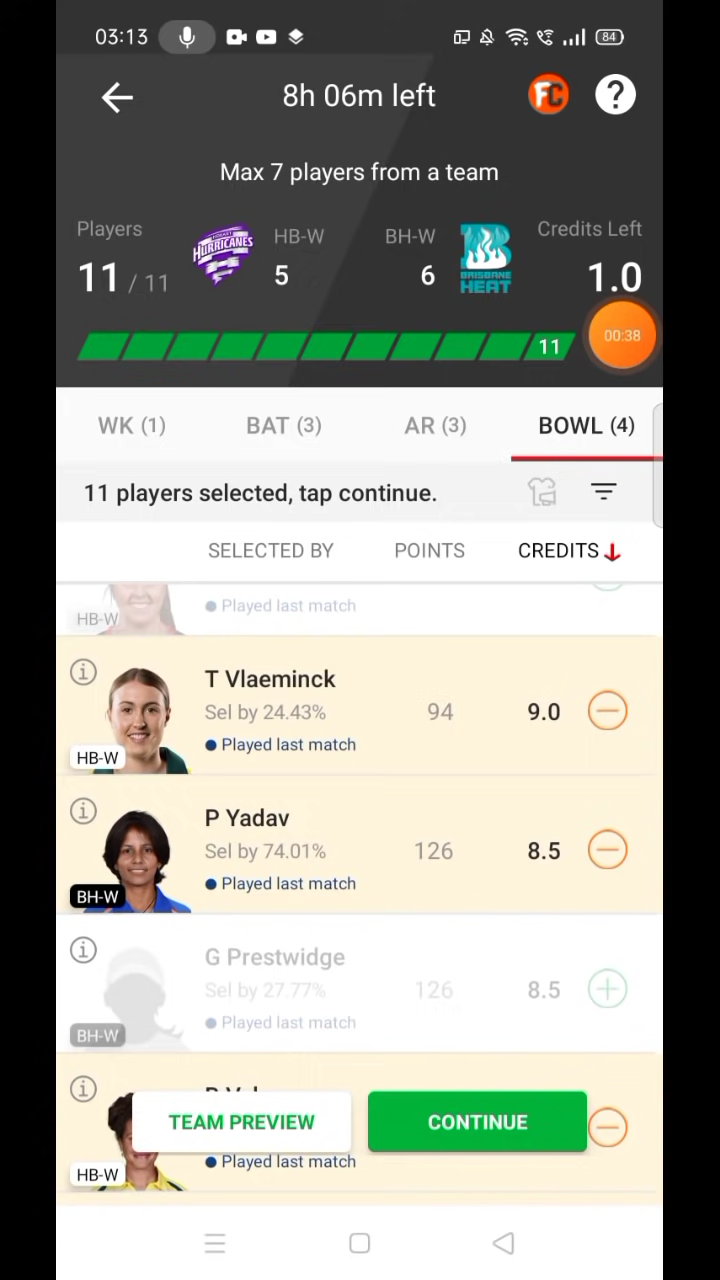 03:13
84
8h 06m left
FC
?
Max 7 players from a team
Players
HB-W
BH-W
Credits Left
11 / 11
HURRICANES
5
6
BRISBANE
HEAT
1.0
11
00:38
WK (1)
BAT (3)
AR (3)
BOWL (4)
11 players selected, tap continue.
SELECTED BY
POINTS
CREDITS
HB-W
Played last match
T Vlaeminck
Sel by 24.43%
94
9.0
HB-W
Played last match
P Yadav
Sel by 74.01%
126
8.5
BH-W
Played last match
G Prestwidge
Sel by 27.77%
126
8.5
BH-W
Played last match
TEAM PREVIEW
CONTINUE
HB-W
Played last match